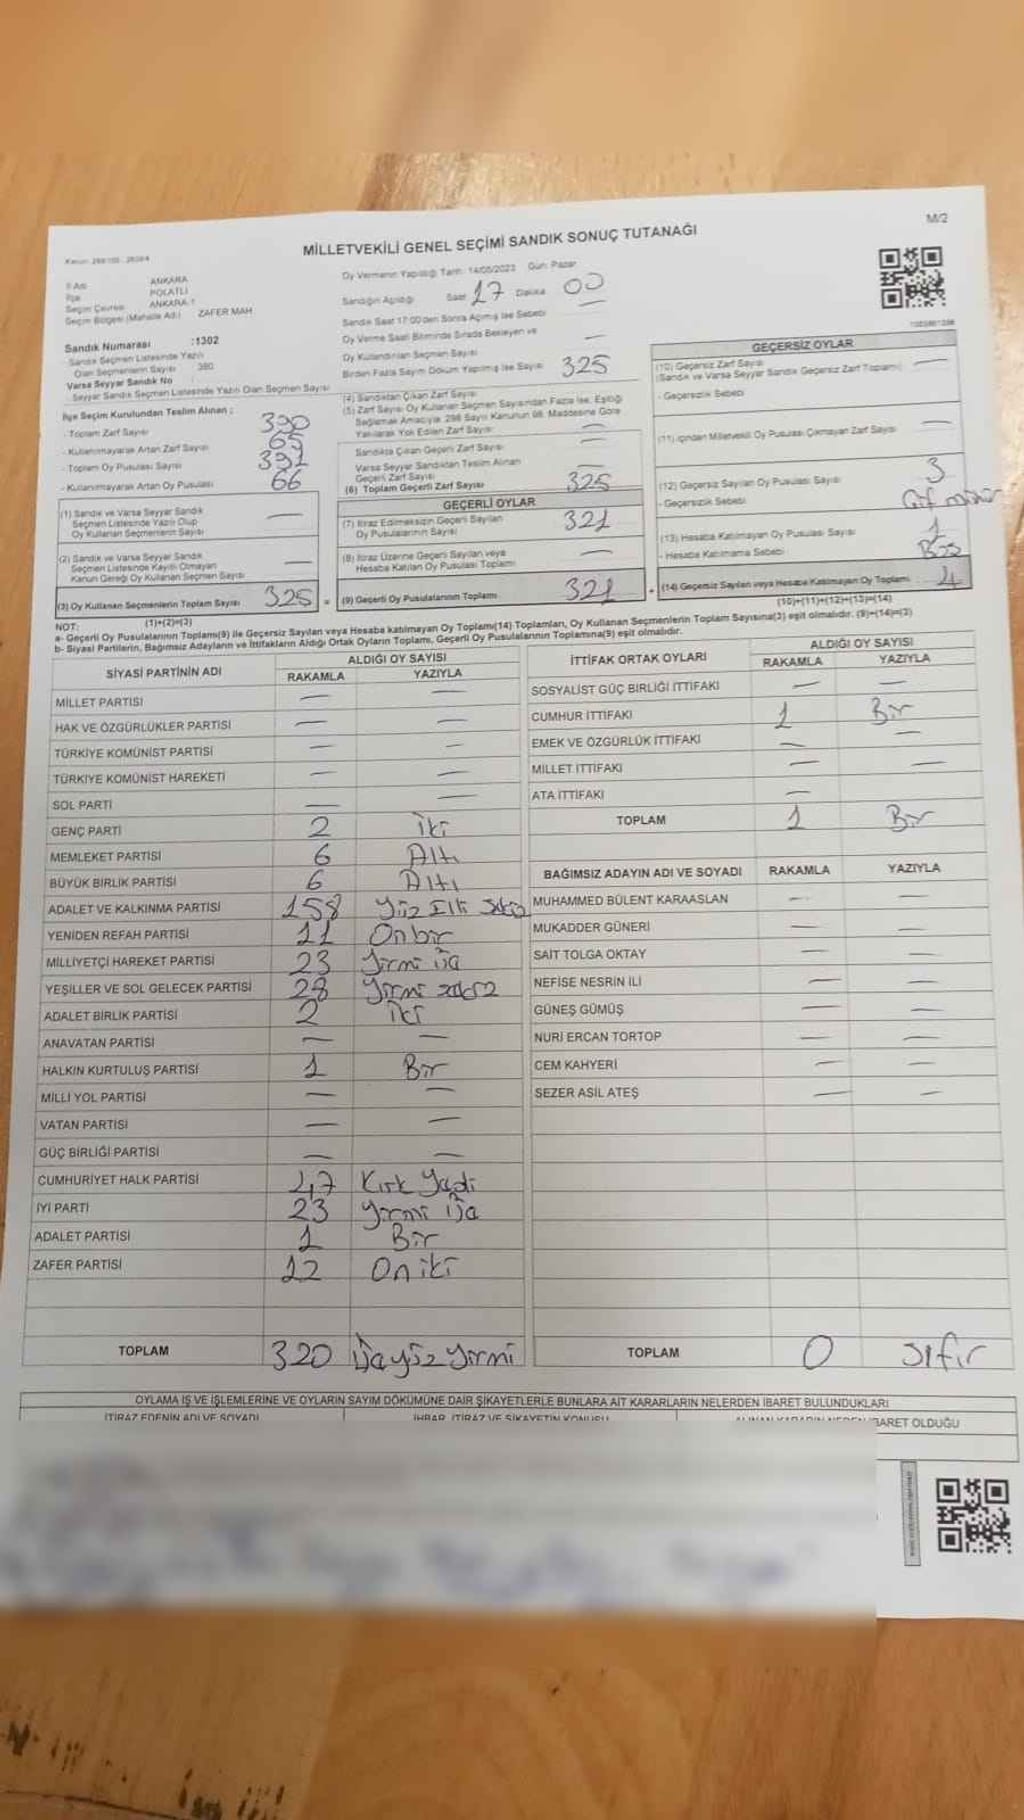 M/2
MİLLETVEKİLİ GENEL SEÇİMİ SANDIK SONUÇ TUTANAĞI
İl Adı ANKARA
İlçe POLATLI
Seçim Çevresi ANKARA 1
Seçim Bölgesi (Mahalle Adı) ZAFER MAH
Sandık Numarası :1302
Sandık Seçmen Listesinde Yazılı
Olan Seçmenlerin Sayısı 380
Varsa Seyyar Sandık No
Seyyar Sandık Seçmen Listesinde Yazılı Olan Seçmen Sayısı
İlçe Seçim Kurulundan Teslim Alınan ;
- Toplam Zarf Sayısı 390
- Kullanılmayarak Artan Zarf Sayısı 65
- Toplam Oy Pusulası Sayısı 391
- Kullanılmayarak Artan Oy Pusulası 66
(1) Sandık ve Varsa Seyyar Sandık
Seçmen Listesinde Yazılı Olup
Oy Kullanan Seçmenlerin Sayısı —
(2) Sandık ve Varsa Seyyar Sandık
Seçmen Listesinde Kayıtlı Olmayan
Kanun Gereği Oy Kullanan Seçmen Sayısı —
(3) Oy Kullanan Seçmenlerin Toplam Sayısı 325 =
(1)+(2)=(3)
Oy Vermenin Yapıldığı Tarih: 14/05/2023 Gün: Pazar
Sandığın Açıldığı Saat 17 Dakika 00
Sandık Saat 17:00'den Sonra Açılmış İse Sebebi —
Oy Verme Saati Bitiminde Sırada Bekleyen ve
Oy Kullandırılan Seçmen Sayısı —
Birden Fazla Sayım Döküm Yapılmış İse Sayısı
(4) Sandıktan Çıkan Zarf Sayısı 325
(5) Zarf Sayısı Oy Kullanan Seçmen Sayısından Fazla İse, Eşitliği
Sağlamak Amacıyla 298 Sayılı Kanunun 98. Maddesine Göre
Yakılarak Yok Edilen Zarf Sayısı —
Sandıkta Çıkan Geçerli Zarf Sayısı —
Varsa Seyyar Sandıktan Teslim Alınan
Geçerli Zarf Sayısı
(6) Toplam Geçerli Zarf Sayısı 325
GEÇERLİ OYLAR
(7) İtiraz Edilmeksizin Geçerli Sayılan
Oy Pusulalarının Sayısı 321
(8) İtiraz Üzerine Geçerli Sayılan veya
Hesaba Katılan Oy Pusulası Toplamı —
(9) Geçerli Oy Pusulalarının Toplamı 321 +
GEÇERSİZ OYLAR
(10) Geçersiz Zarf Sayısı —
(Sandık ve Varsa Seyyar Sandık Geçersiz Zarf Toplamı)
- Geçersizlik Sebebi
(11) İçinden Milletvekili Oy Pusulası Çıkmayan Zarf Sayısı —
(12) Geçersiz Sayılan Oy Pusulası Sayısı 3
- Geçersizlik Sebebi Çift mühür
(13) Hesaba Katılmayan Oy Pusulası Sayısı 1
- Hesaba Katılmama Sebebi Boş
(14) Geçersiz Sayılan veya Hesaba Katılmayan Oy Toplamı 4
(10)+(11)+(12)+(13)=(14)
NOT:
a- Geçerli Oy Pusulalarının Toplamı(9) ile Geçersiz Sayılan veya Hesaba katılmayan Oy Toplamı(14) Toplamları, Oy Kullanan Seçmenlerin Toplam Sayısına(3) eşit olmalıdır. (9)+(14)=(3)
b- Siyasi Partilerin, Bağımsız Adayların ve İttifakların Aldığı Ortak Oyların Toplamı, Geçerli Oy Pusulalarının Toplamına(9) eşit olmalıdır.
SİYASİ PARTİNİN ADI ALDIĞI OY SAYISI
RAKAMLA YAZIYLA
MİLLET PARTİSİ — —
HAK VE ÖZGÜRLÜKLER PARTİSİ — —
TÜRKİYE KOMÜNİST PARTİSİ — —
TÜRKİYE KOMÜNİST HAREKETİ — —
SOL PARTİ — —
GENÇ PARTİ 2 İki
MEMLEKET PARTİSİ 6 Altı
BÜYÜK BİRLİK PARTİSİ 6 Altı
ADALET VE KALKINMA PARTİSİ 158 Yüz Elli Sekiz
YENİDEN REFAH PARTİSİ 11 Onbir
MİLLİYETÇİ HAREKET PARTİSİ 23 Yirmi üç
YEŞİLLER VE SOL GELECEK PARTİSİ 28 Yirmi sekiz
ADALET BİRLİK PARTİSİ 2 iki
ANAVATAN PARTİSİ — —
HALKIN KURTULUŞ PARTİSİ 1 Bir
MİLLİ YOL PARTİSİ — —
VATAN PARTİSİ — —
GÜÇ BİRLİĞİ PARTİSİ — —
CUMHURİYET HALK PARTİSİ 47 Kırk Yedi
İYİ PARTİ 23 Yirmi Üç
ADALET PARTİSİ 1 Bir
ZAFER PARTİSİ 12 Oniki
TOPLAM 320 Üçyüz yirmi
İTTİFAK ORTAK OYLARI ALDIĞI OY SAYISI
RAKAMLA YAZIYLA
SOSYALİST GÜÇ BİRLİĞİ İTTİFAKI — —
CUMHUR İTTİFAKI 1 Bir
EMEK VE ÖZGÜRLÜK İTTİFAKI — —
MİLLET İTTİFAKI — —
ATA İTTİFAKI —
TOPLAM 1 Bir
BAĞIMSIZ ADAYIN ADI VE SOYADI RAKAMLA YAZIYLA
MUHAMMED BÜLENT KARAASLAN — —
MUKADDER GÜNERİ — —
SAİT TOLGA OKTAY — —
NEFİSE NESRİN İLİ — —
GÜNEŞ GÜMÜŞ — —
NURİ ERCAN TORTOP — —
CEM KAHYERİ — —
SEZER ASİL ATEŞ — —
TOPLAM 0 Sıfır
OYLAMA İŞ VE İŞLEMLERİNE VE OYLARIN SAYIM DÖKÜMÜNE DAİR ŞİKAYETLERLE BUNLARA AİT KARARLARIN NELERDEN İBARET BULUNDUKLARI
İTİRAZ EDENİN ADI VE SOYADI İHBAR, İTİRAZ VE ŞİKAYETİN KONUSU ALINAN KARARIN NEDEN İBARET OLDUĞU